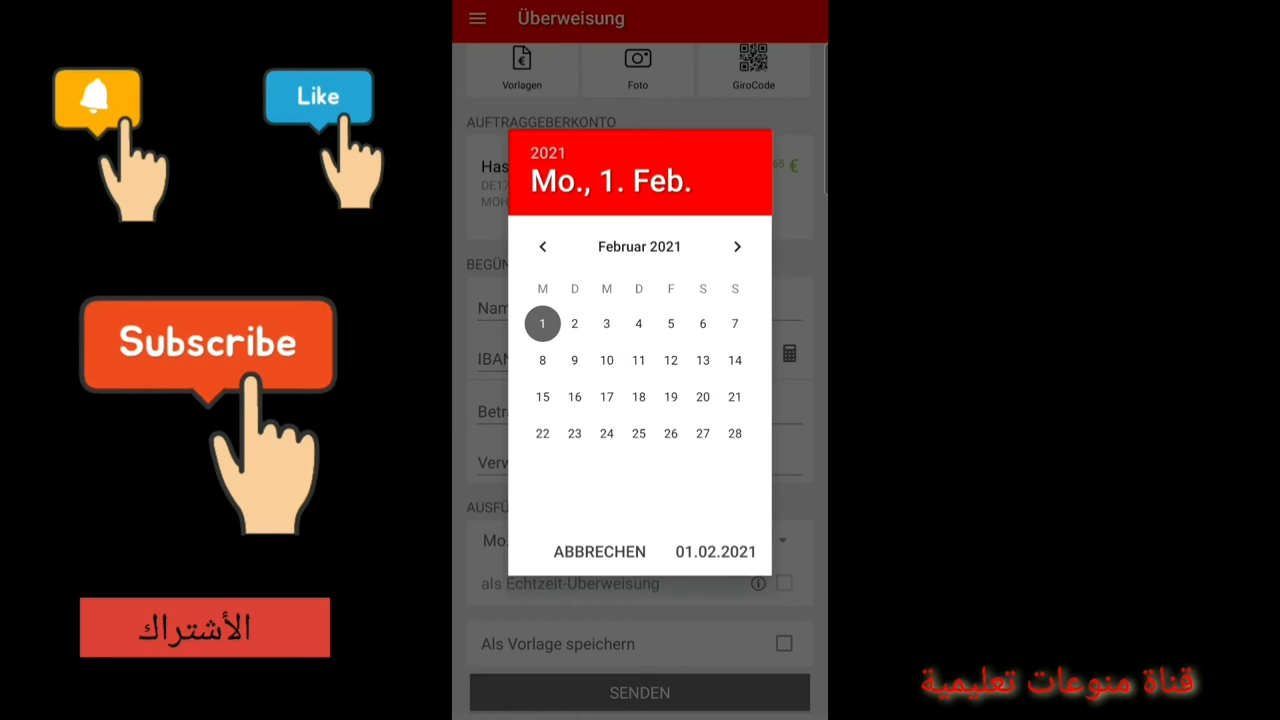 Like
Subscribe
الأشتراك
Überweisung
Vorlagen
Foto
GiroCode
AUFTRAGGEBERKONTO
65 €
2021
Mo., 1. Feb.
Februar 2021
M D M D F S S
1 2 3 4 5 6 7
8 9 10 11 12 13 14
15 16 17 18 19 20 21
22 23 24 25 26 27 28
Mo.
ABBRECHEN 01.02.2021
als Echtzeit-Überweisung
Als Vorlage speichern
SENDEN
قناة منوعات تعليمية